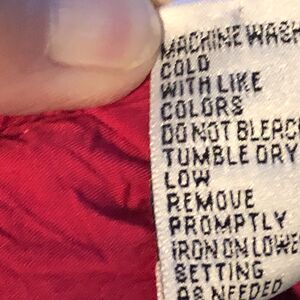 MACHINE WASH
COLD
WITH LIKE
COLORS
DO NOT BLEAC
TUMBLE DRY
LOW
REMOVE
PROMPTLY
IRON ON LOWE
SETTING
AS NEEDED